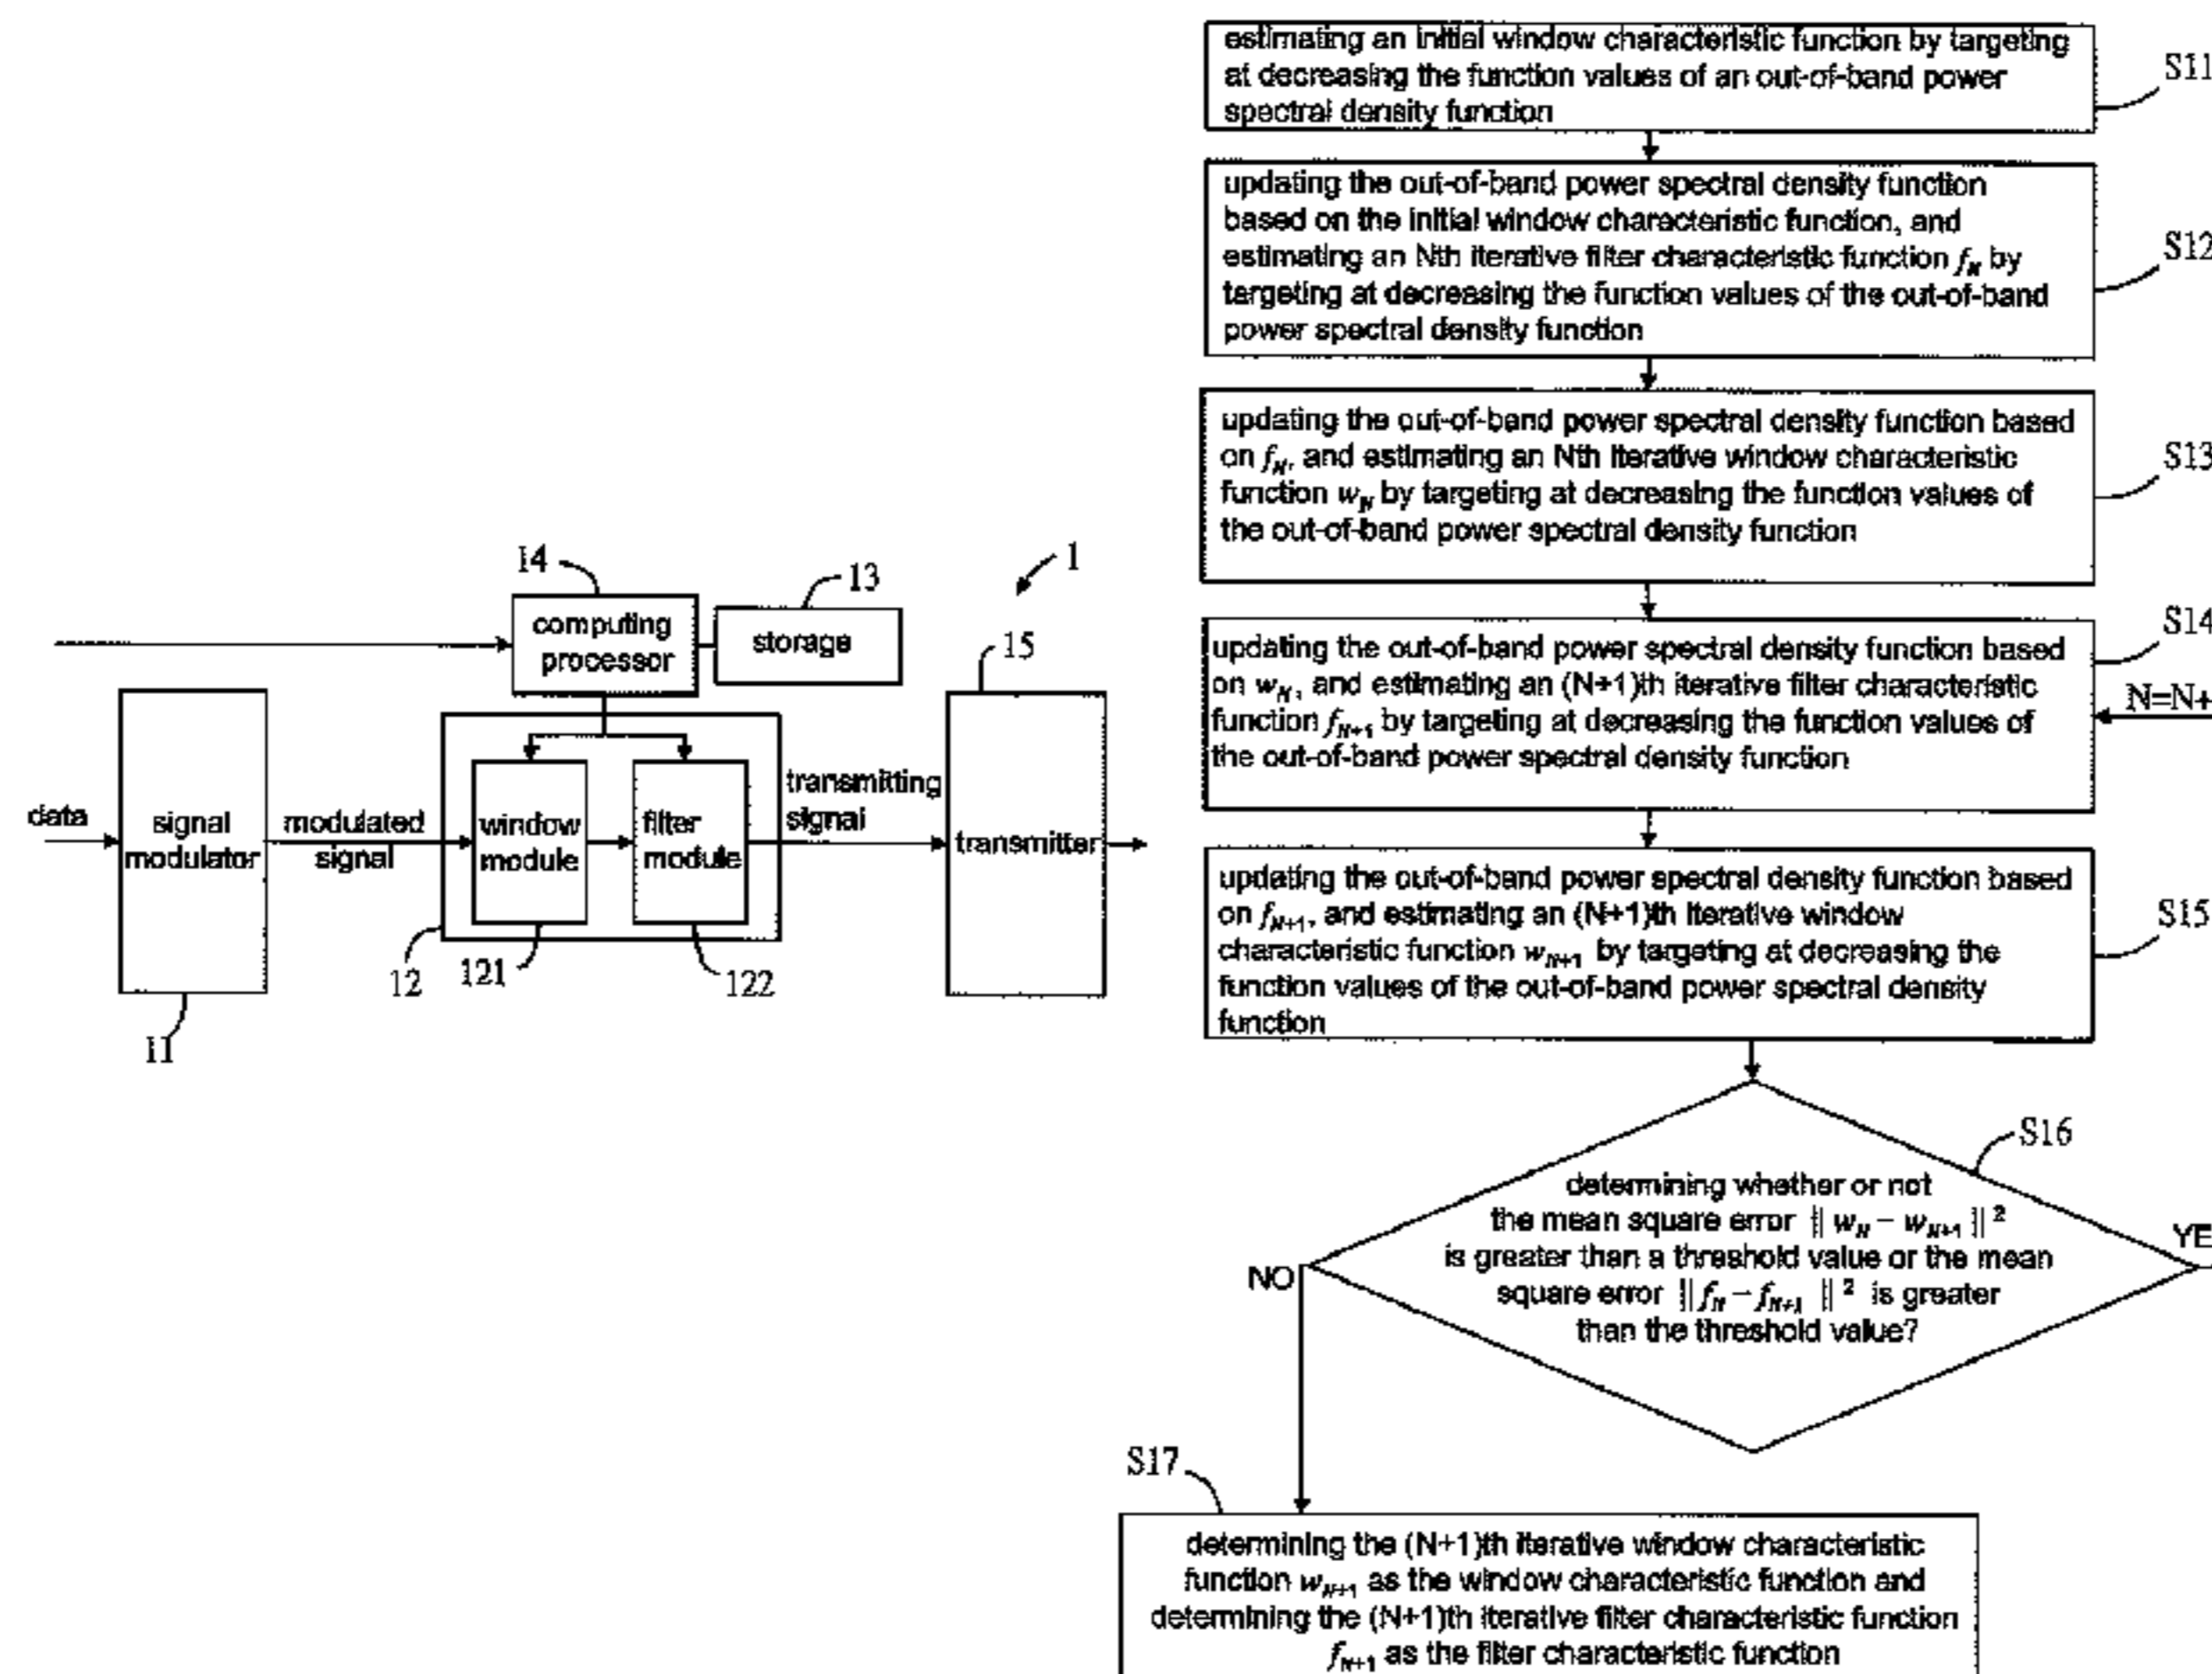 14
13
1
computing
processor
storage
15
data
signal
modulator
modulated
signal
window
module
filter
module
transmitting
signal
transmitter
12
121
122
11
estimating an initial window characteristic function by targeting
at decreasing the function values of an out-of-band power
spectral density function
S11
updating the out-of-band power spectral density function
based on the initial window characteristic function, and
estimating an Nth iterative filter characteristic function f_N by
targeting at decreasing the function values of the out-of-band
power spectral density function
S12
updating the out-of-band power spectral density function based
on f_N, and estimating an Nth iterative window characteristic
function w_N by targeting at decreasing the function values of
the out-of-band power spectral density function
S13
updating the out-of-band power spectral density function based
on w_N, and estimating an (N+1)th iterative filter characteristic
function f_{N+1} by targeting at decreasing the function values of
the out-of-band power spectral density function
S14
N=N+
updating the out-of-band power spectral density function based
on f_{N+1}, and estimating an (N+1)th iterative window
characteristic function w_{N+1} by targeting at decreasing the
function values of the out-of-band power spectral density
function
S15
S16
determining whether or not
the mean square error || w_N − w_{N+1} || ²
is greater than a threshold value or the mean
square error || f_N − f_{N+1} || ² is greater
than the threshold value?
NO
YE
S17
determining the (N+1)th iterative window characteristic
function w_{N+1} as the window characteristic function and
determining the (N+1)th iterative filter characteristic function
f_{N+1} as the filter characteristic function